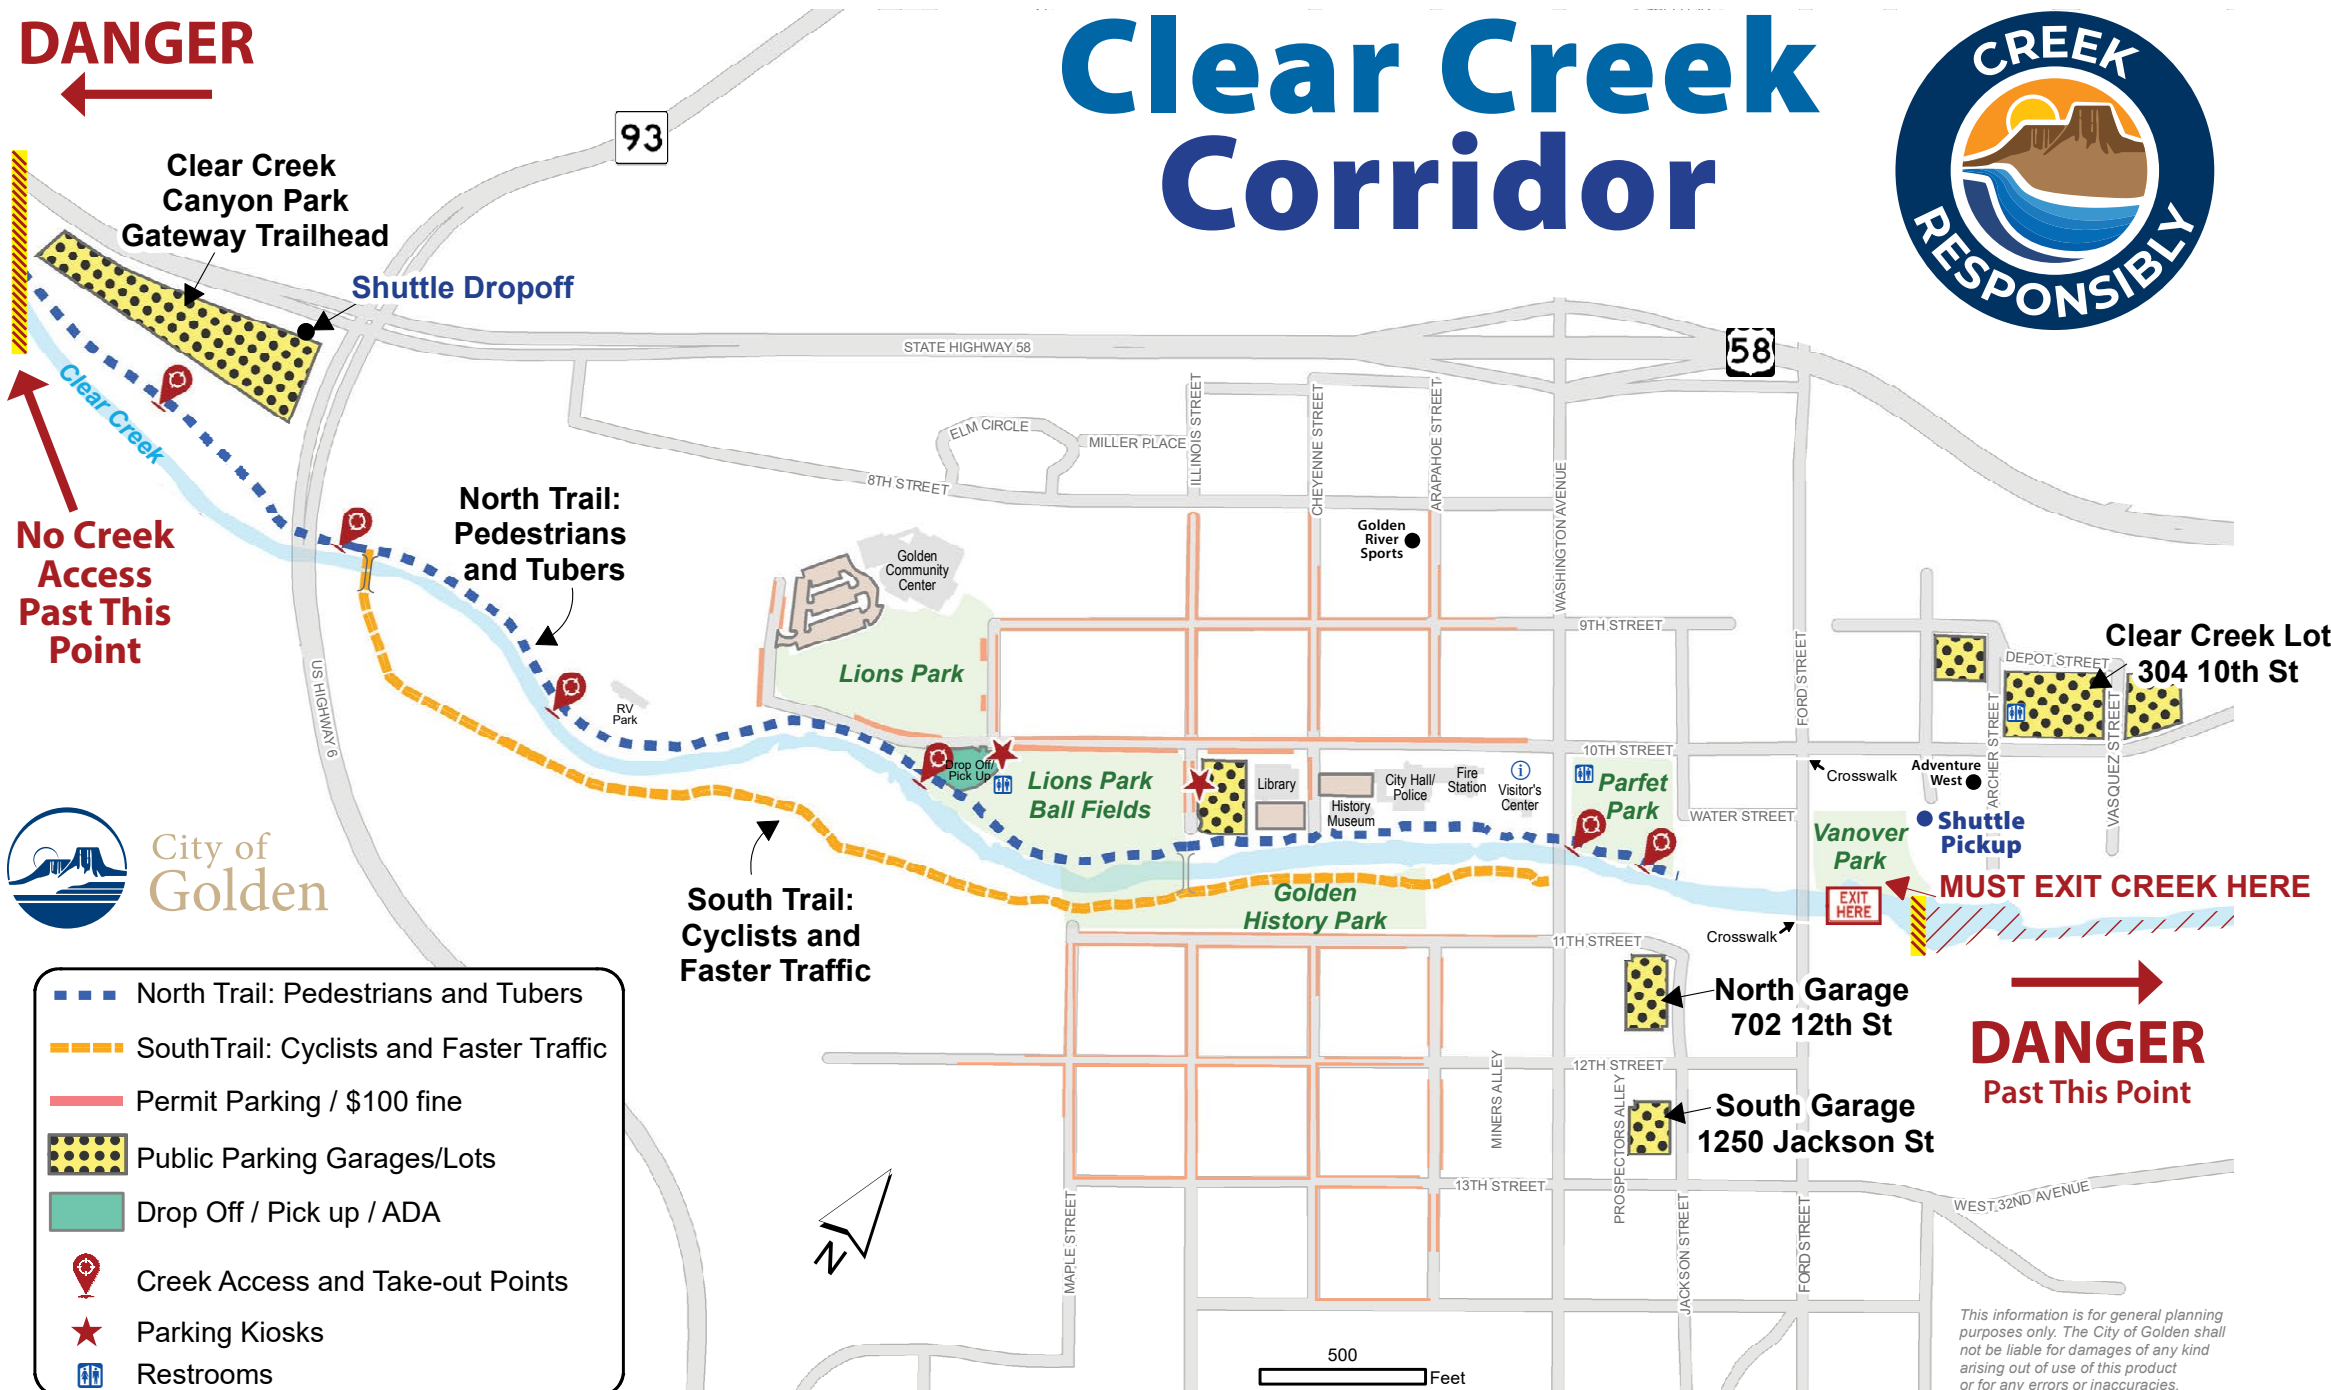 DANGER
Clear Creek
Corridor
CREEK
RESPONSIBLY
93
Clear Creek
Canyon Park
Gateway Trailhead
Shuttle Dropoff
STATE HIGHWAY 58
58
Clear Creek
No Creek
Access
Past This
Point
North Trail:
Pedestrians
and Tubers
ELM CIRCLE
MILLER PLACE
8TH STREET
ILLINOIS STREET
CHEYENNE STREET
ARAPAHOE STREET
WASHINGTON AVENUE
Golden
River
Sports
Golden
Community
Center
Lions Park
RV
Park
US HIGHWAY 6
9TH STREET
FORD STREET
DEPOT STREET
Clear Creek Lot
304 10th St
ARCHER STREET
VASQUEZ STREET
10TH STREET
Crosswalk
Adventure
West
Drop Off/
Pick Up
Lions Park
Ball Fields
Library
History
Museum
City Hall/
Police
Fire
Station
i
Visitor's
Center
Parfet
Park
WATER STREET
Vanover
Park
Shuttle
Pickup
MUST EXIT CREEK HERE
EXIT
HERE
Golden
History Park
11TH STREET
Crosswalk
City of
Golden
South Trail:
Cyclists and
Faster Traffic
North Garage
702 12th St
DANGER
Past This Point
12TH STREET
MINERS ALLEY
PROSPECTORS ALLEY
South Garage
1250 Jackson St
13TH STREET
WEST 32ND AVENUE
MAPLE STREET
JACKSON STREET
FORD STREET
N
North Trail: Pedestrians and Tubers
SouthTrail: Cyclists and Faster Traffic
Permit Parking / $100 fine
Public Parking Garages/Lots
Drop Off / Pick up / ADA
Creek Access and Take-out Points
Parking Kiosks
Restrooms
500
Feet
This information is for general planning
purposes only. The City of Golden shall
not be liable for damages of any kind
arising out of use of this product
or for any errors or inaccuracies.